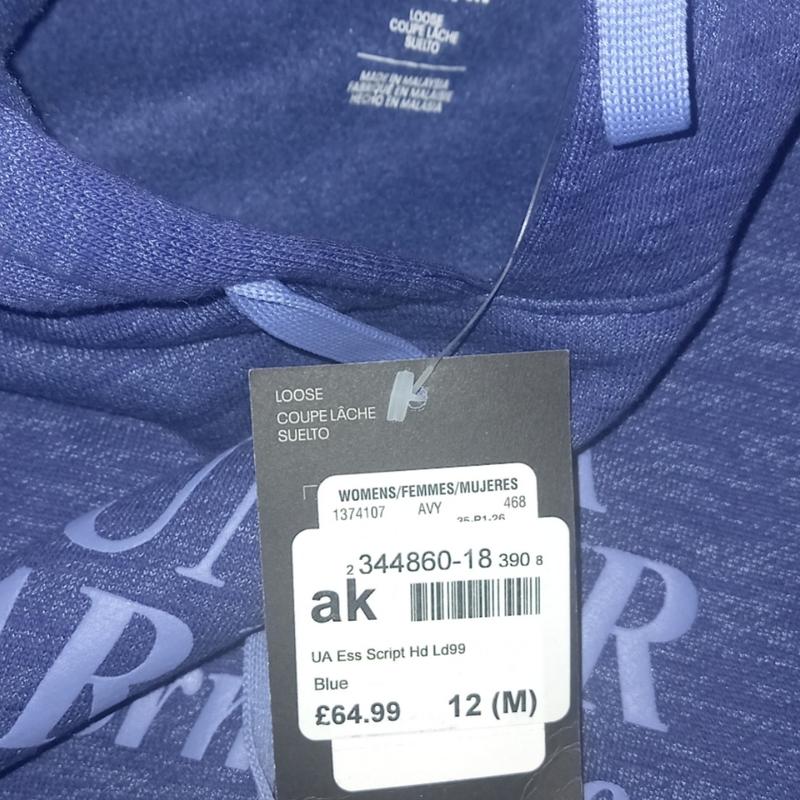 LOOSE
COUPE LÂCHE
SUELTO
MADE IN MALAYSIA
FABRIQUÉ EN MALAISIE
HECHO EN MALASIA
LOOSE
COUPE LÂCHE
SUELTO
WOMENS/FEMMES/MUJERES
1374107 AVY 468
2 344860-18 390 8
ak
UA Ess Script Hd Ld99
Blue
£64.99 12 (M)